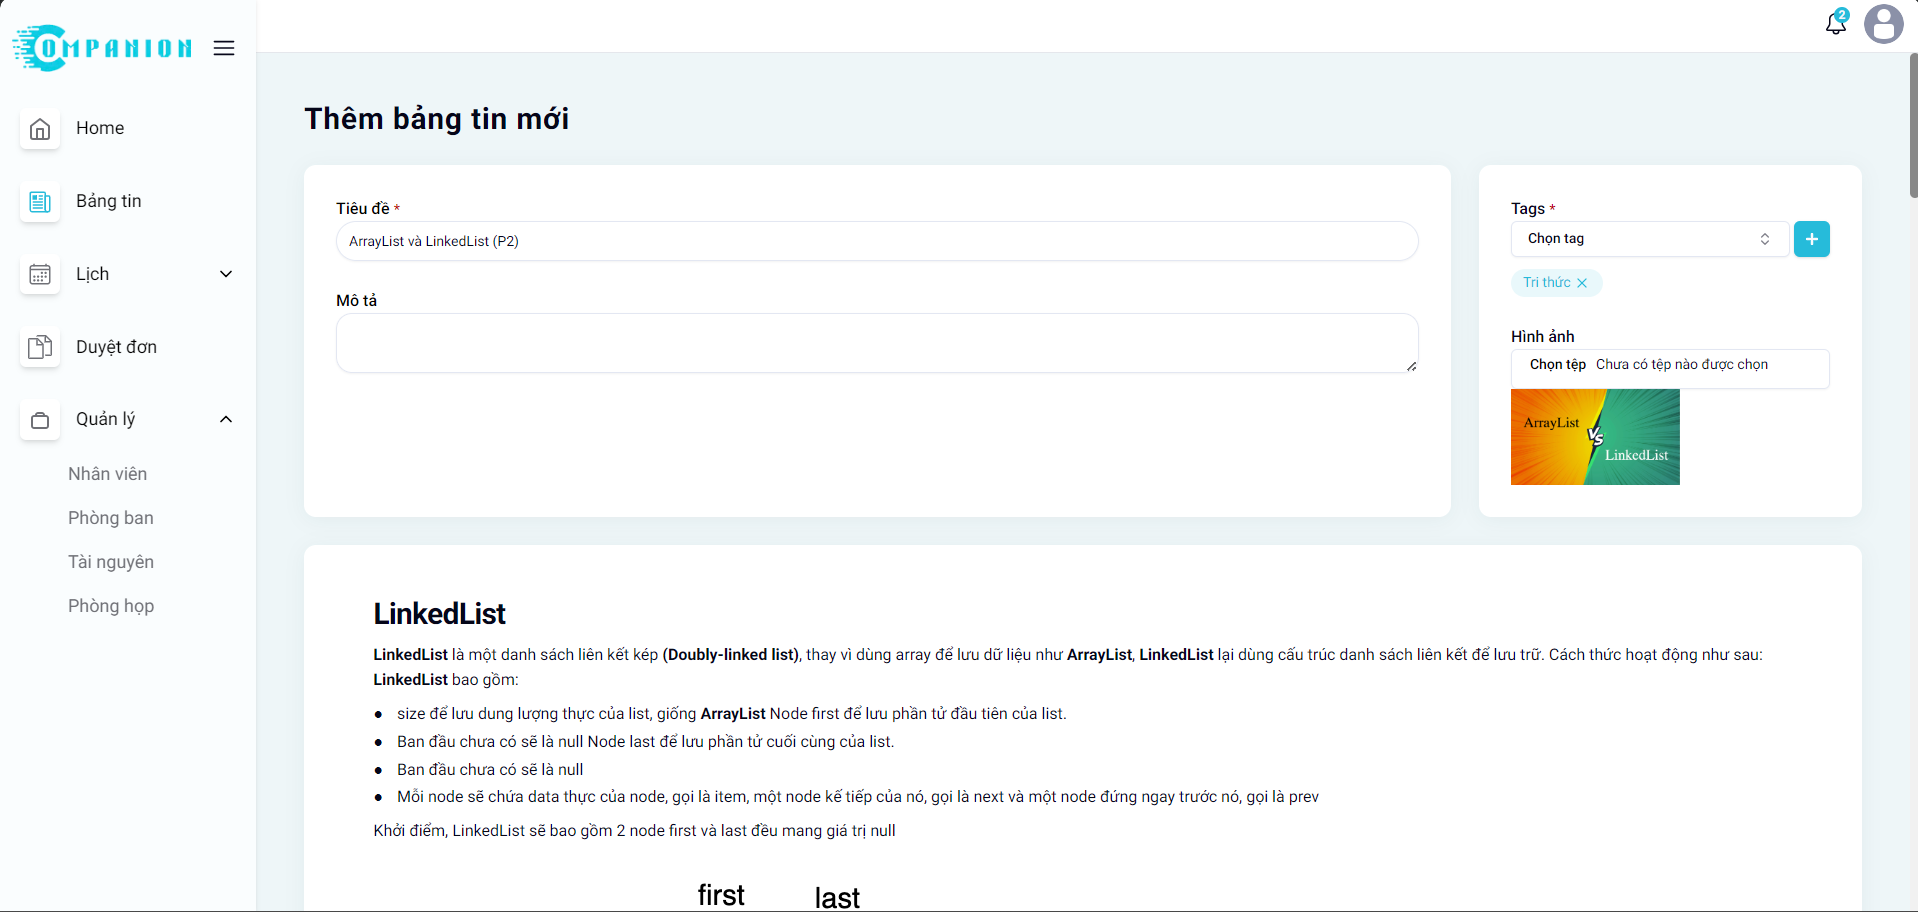 COMPANION
2
Home
Bảng tin
Lịch
Duyệt đơn
Quản lý
Nhân viên
Phòng ban
Tài nguyên
Phòng họp
Thêm bảng tin mới
Tiêu đề *
ArrayList và LinkedList (P2)
Mô tả
Tags *
Chọn tag
+
Tri thức ×
Hình ảnh
Chọn tệp Chưa có tệp nào được chọn
ArrayList
VS
LinkedList
LinkedList
LinkedList là một danh sách liên kết kép (Doubly-linked list), thay vì dùng array để lưu dữ liệu như ArrayList, LinkedList lại dùng cấu trúc danh sách liên kết để lưu trữ. Cách thức hoạt động như sau:
LinkedList bao gồm:
● size để lưu dung lượng thực của list, giống ArrayList Node first để lưu phần tử đầu tiên của list.
● Ban đầu chưa có sẽ là null Node last để lưu phần tử cuối cùng của list.
● Ban đầu chưa có sẽ là null
● Mỗi node sẽ chứa data thực của node, gọi là item, một node kế tiếp của nó, gọi là next và một node đứng ngay trước nó, gọi là prev
Khởi điểm, LinkedList sẽ bao gồm 2 node first và last đều mang giá trị null
first last